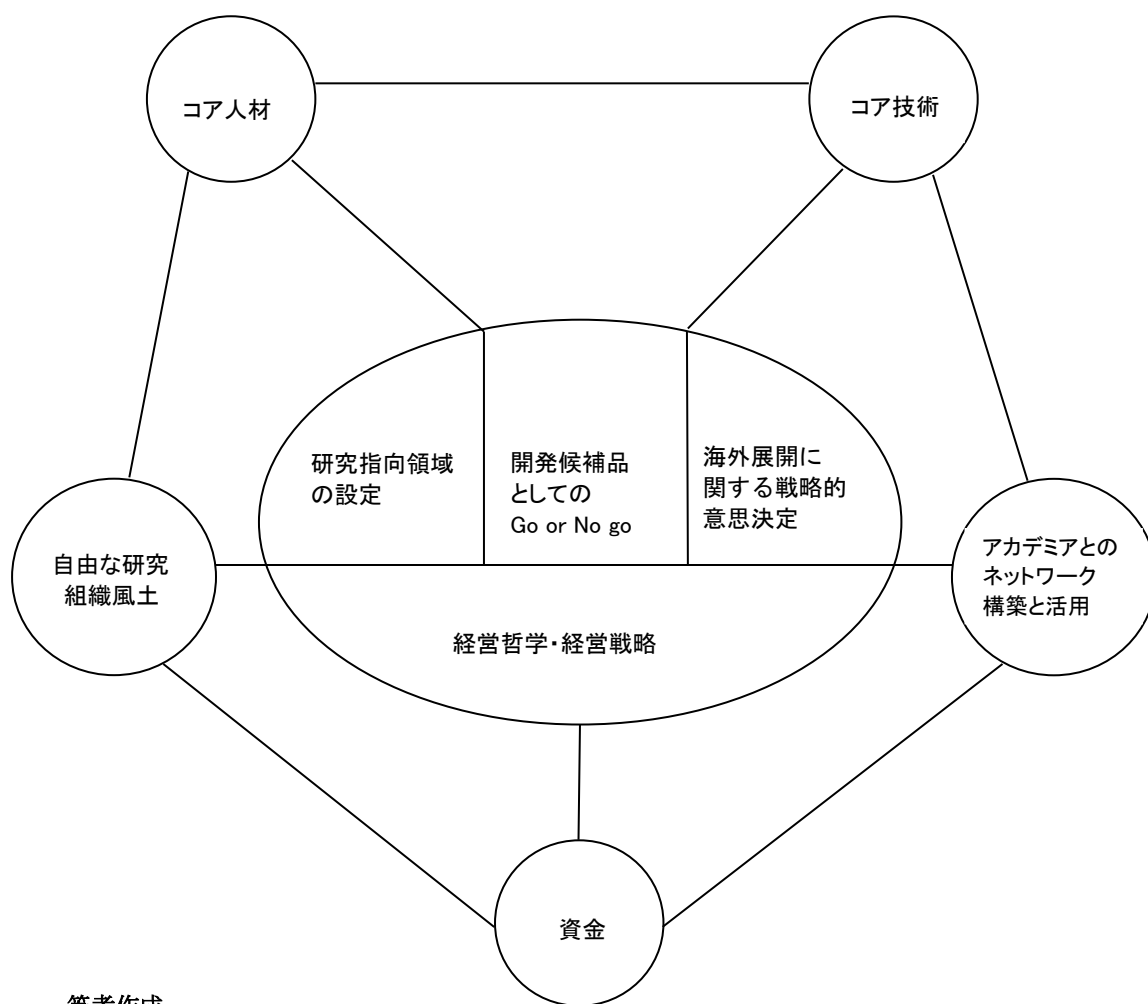 コア人材
コア技術
研究指向領域
の設定
開発候補品
としての
Go or No go
海外展開に
関する戦略的
意思決定
自由な研究
組織風土
アカデミアとの
ネットワーク
構築と活用
経営哲学・経営戦略
資金
筆者作成